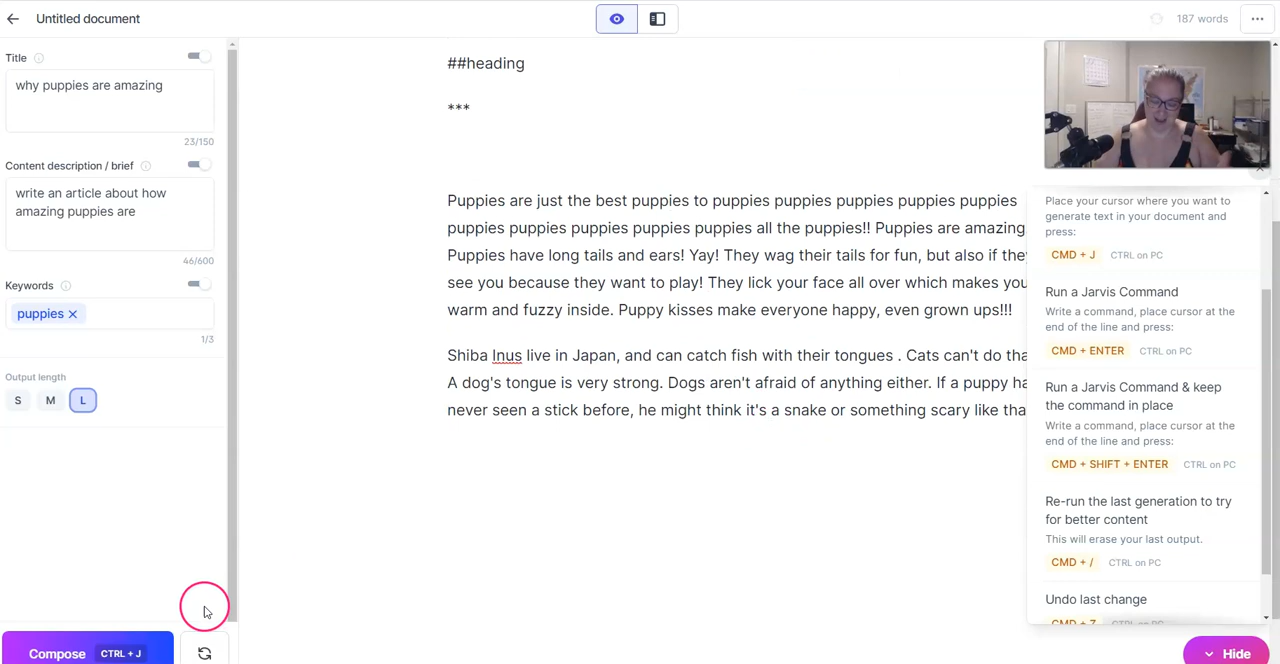 Untitled document
187 words
Title
why puppies are amazing
23/150
Content description / brief
write an article about how
amazing puppies are
46/600
Keywords
puppies
1/3
Output length
S M L
Compose CTRL + J
##heading
***
Puppies are just the best puppies to puppies puppies puppies puppies puppies
puppies puppies puppies puppies puppies puppies all the puppies!! Puppies are amazing
Puppies have long tails and ears! Yay! They wag their tails for fun, but also if they
see you because they want to play! They lick your face all over which makes you
warm and fuzzy inside. Puppy kisses make everyone happy, even grown ups!!!
Shiba Inus live in Japan, and can catch fish with their tongues . Cats can't do tha
A dog's tongue is very strong. Dogs aren't afraid of anything either. If a puppy ha
never seen a stick before, he might think it's a snake or something scary like tha
Place your cursor where you want to
generate text in your document and
press:
CMD + J CTRL on PC
Run a Jarvis Command
Write a command, place cursor at the
end of the line and press:
CMD + ENTER CTRL on PC
Run a Jarvis Command & keep
the command in place
Write a command, place cursor at the
end of the line and press:
CMD + SHIFT + ENTER CTRL on PC
Re-run the last generation to try
for better content
This will erase your last output.
CMD + / CTRL on PC
Undo last change
CMD + Z CTRL on PC
Hide